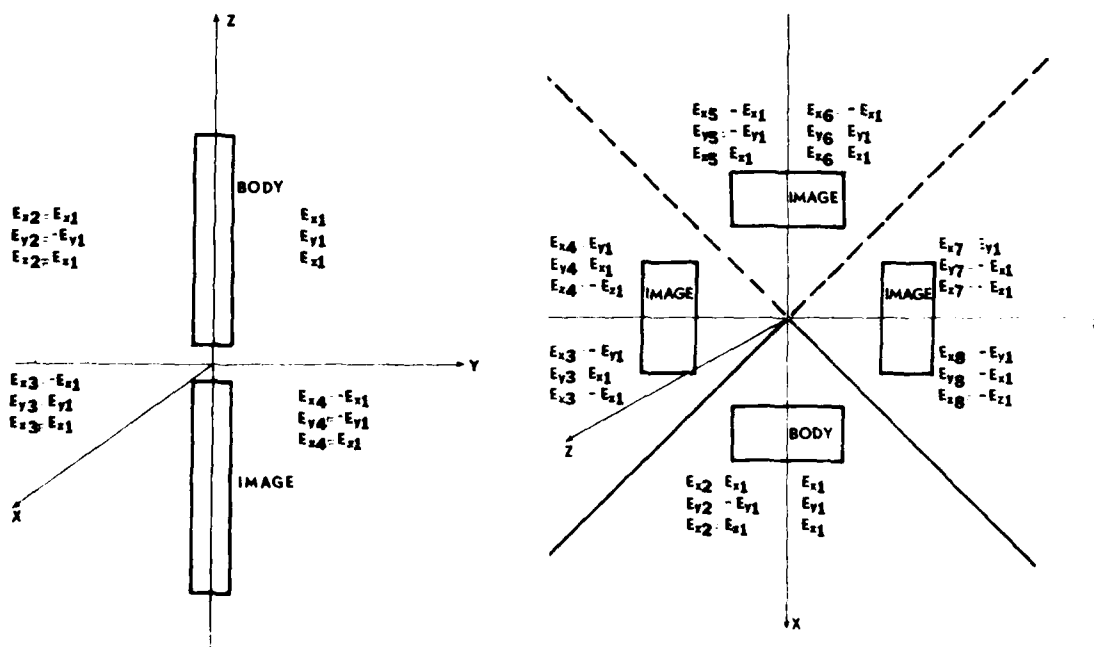 Z
BODY
Ex2 = Ex1
Ey2 = -Ey1
Ez2 = Ez1
Ex1
Ey1
Ez1
Y
Ex3 = -Ex1
Ey3 Ey1
Ez3 = Ez1
Ex4 = -Ex1
Ey4 = -Ey1
Ez4 = Ez1
IMAGE
X
Ex5 -Ex1
Ey5 = -Ey1
Ez5 Ez1
Ex6 -Ex1
Ey6 Ey1
Ez6 Ez1
IMAGE
Ex4 Ey1
Ey4 Ex1
Ez4 -Ez1
IMAGE
Ex7 Ey1
Ey7 -Ex1
Ez7 -Ez1
IMAGE
Ex3 -Ey1
Ey3 Ex1
Ez3 -Ez1
Ex8 -Ey1
Ey8 -Ex1
Ez8 -Ez1
Z
BODY
Ex2 Ex1
Ey2 -Ey1
Ez2 = Ez1
Ex1
Ey1
Ez1
X